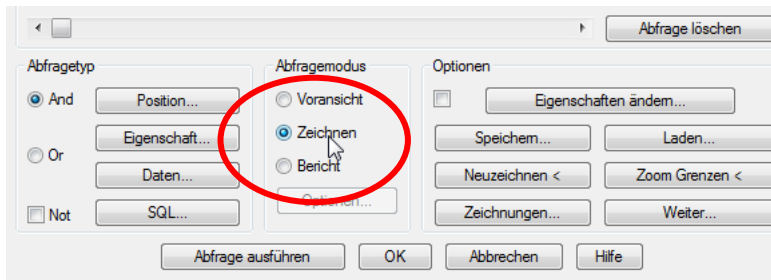 Abfrage löschen
Abfragetyp
And
Or
Not
Position...
Eigenschaft...
Daten...
SQL...
Abfragemodus
Voransicht
Zeichnen
Bericht
Optionen...
Optionen
Eigenschaften ändern...
Speichern... Laden...
Neuzeichnen < Zoom Grenzen <
Zeichnungen... Weiter...
Abfrage ausführen OK Abbrechen Hilfe